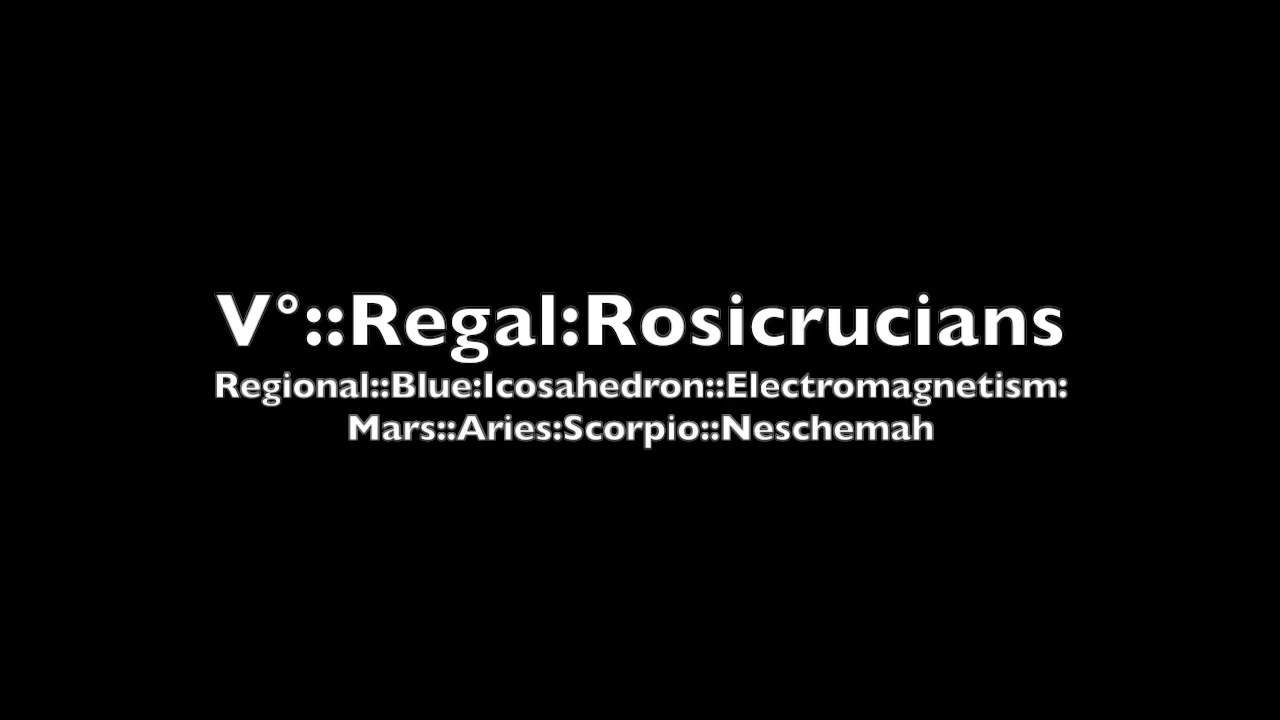 V°::Regal:Rosicrucians
Regional::Blue:Icosahedron::Electromagnetism:
Mars::Aries:Scorpio::Neschemah